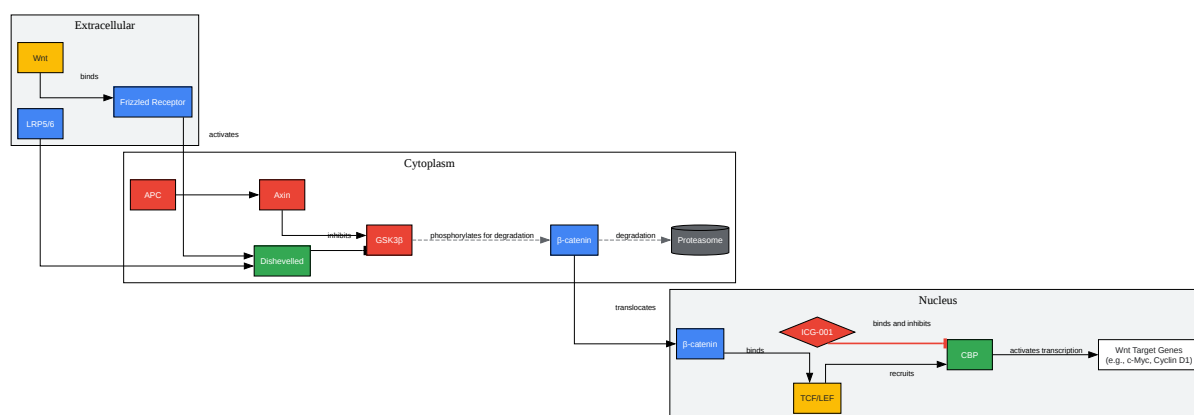 Extracellular
Wnt
binds
Frizzled Receptor
LRP5/6
activates
Cytoplasm
APC
Axin
inhibits
GSK3β
phosphorylates for degradation
β-catenin
degradation
Proteasome
Dishevelled
translocates
Nucleus
ICG-001
binds and inhibits
β-catenin
binds
CBP
activates transcription
Wnt Target Genes
(e.g., c-Myc, Cyclin D1)
recruits
TCF/LEF